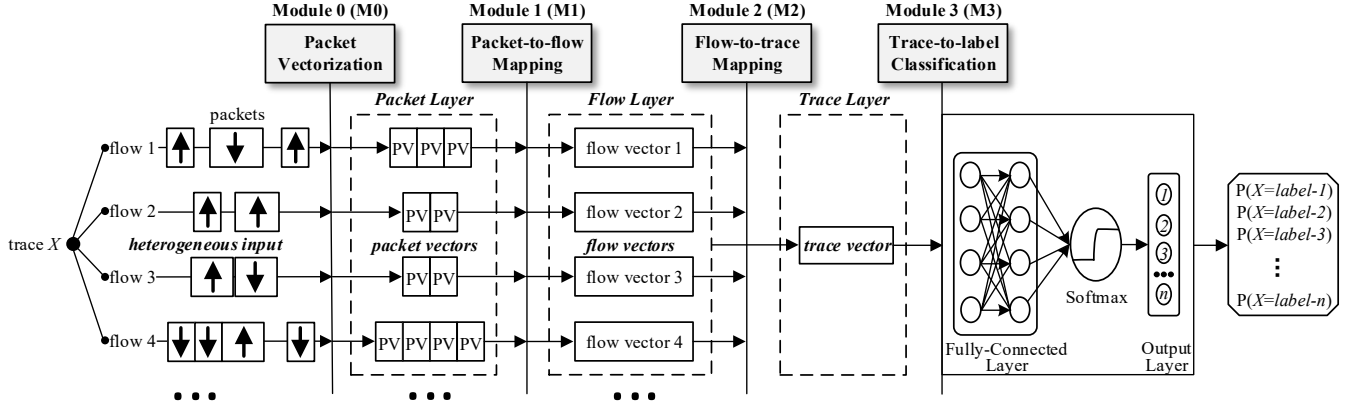 Module 0 (M0)
Module 1 (M1)
Module 2 (M2)
Module 3 (M3)
Packet
Vectorization
Packet-to-flow
Mapping
Flow-to-trace
Mapping
Trace-to-label
Classification
Packet Layer
Flow Layer
Trace Layer
packets
flow 1
PV PV PV
flow vector 1
flow 2
PV PV
flow vector 2
trace X
heterogeneous input
packet vectors
flow vectors
trace vector
flow 3
PV PV
flow vector 3
flow 4
PV PV PV PV
flow vector 4
Softmax
Fully-Connected
Layer
1
2
3
•••
n
Output
Layer
P(X=label-1)
P(X=label-2)
P(X=label-3)
⋮
P(X=label-n)
• • •
• • •
• • •